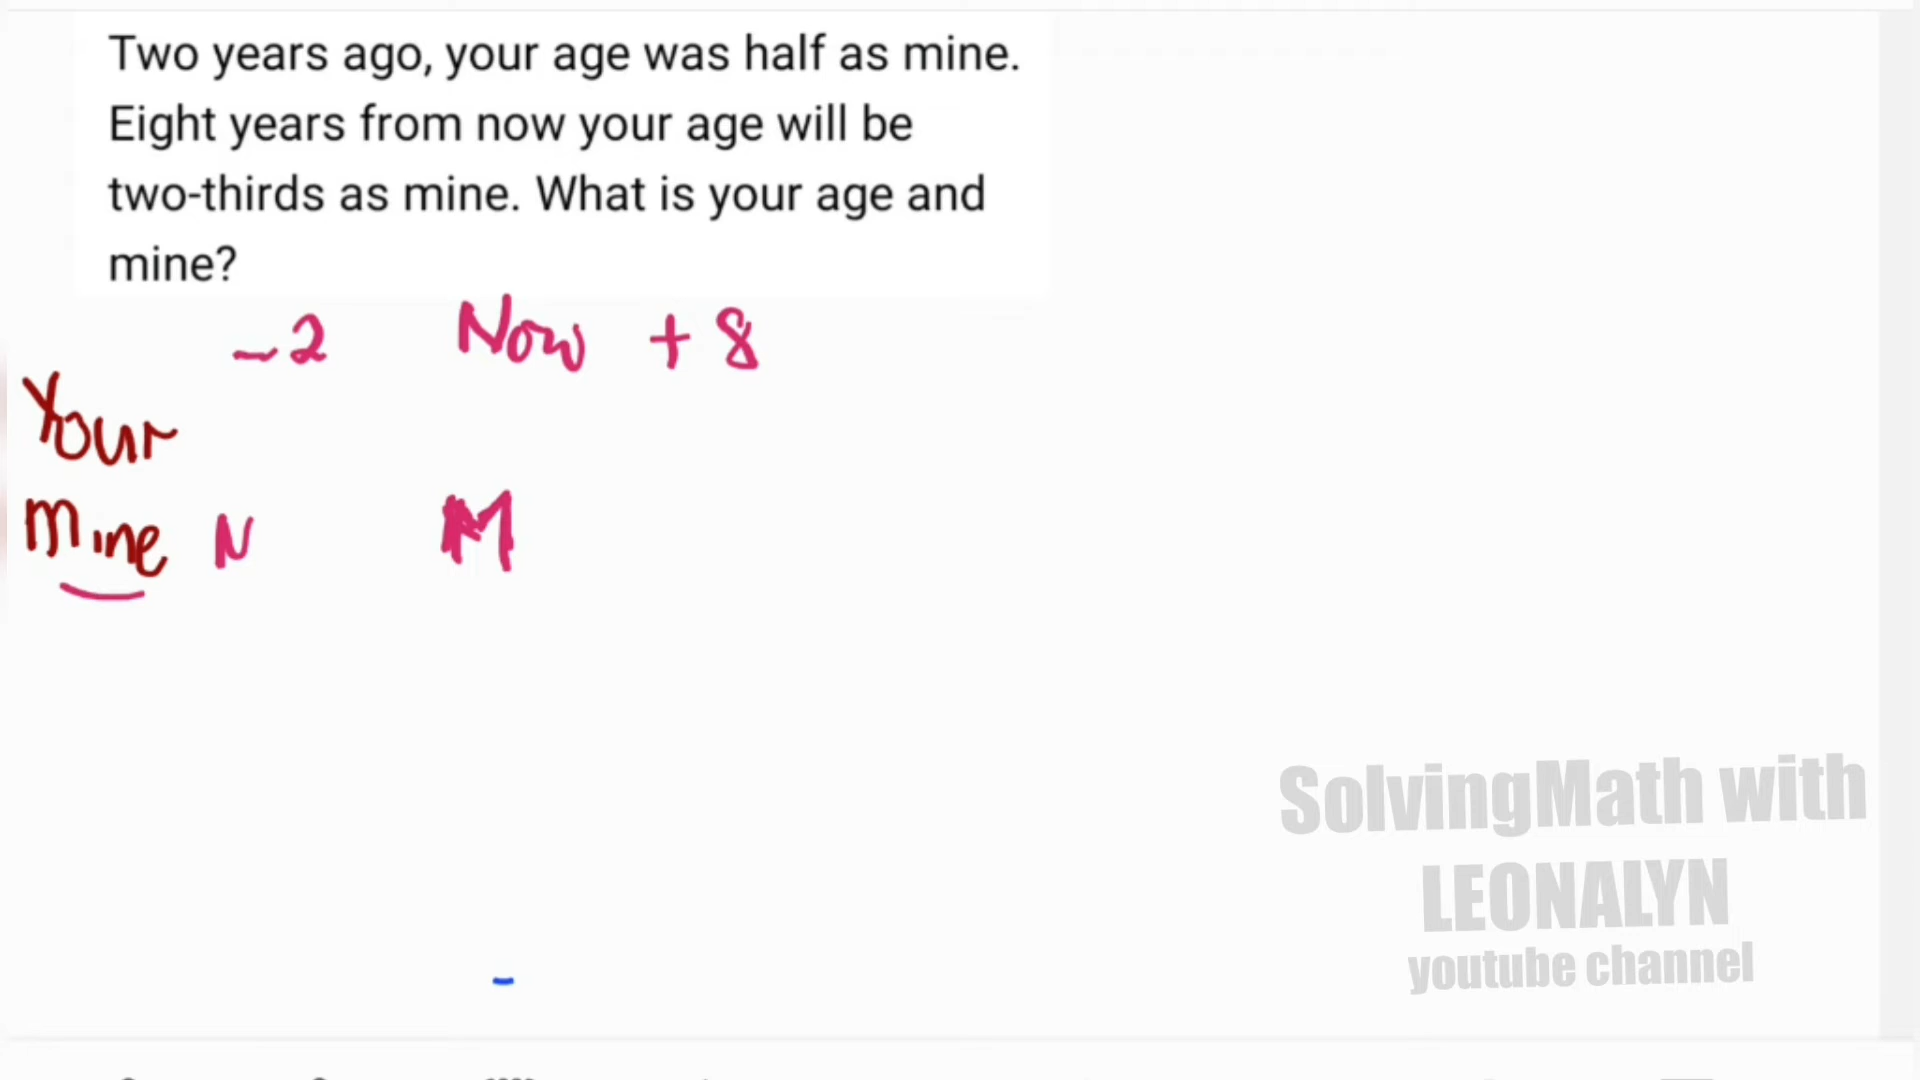 Two years ago, your age was half as mine.
Eight years from now your age will be
two-thirds as mine. What is your age and
mine?
-2 Now +8
Your
Mine N M
SolvingMath with
LEONALYN
youtube channel